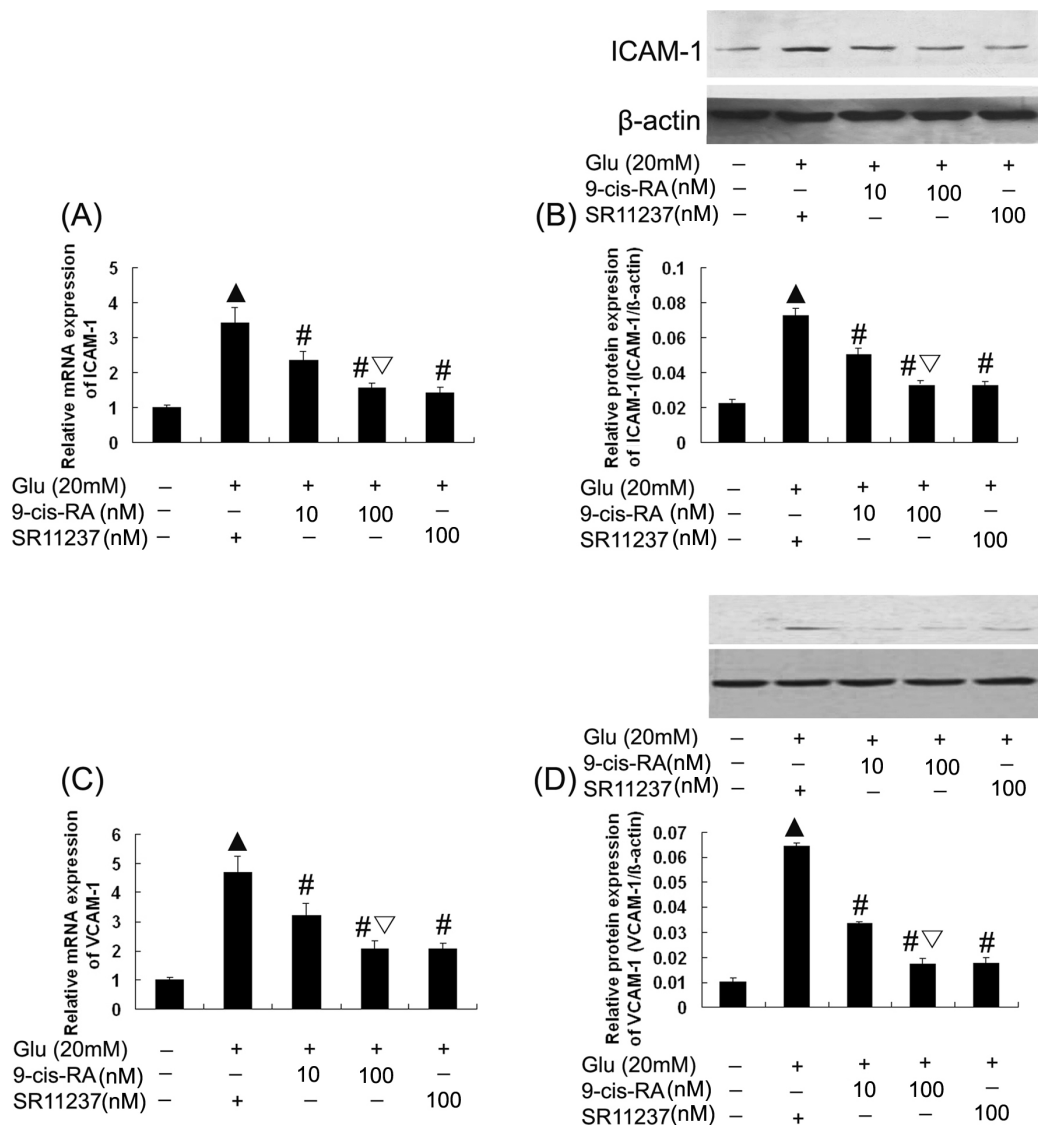 ICAM-1
β-actin
Glu (20mM) – + + + +
9-cis-RA(nM) – – 10 100 –
SR11237(nM) – + – – 100
(A)
Relative mRNA expression
of ICAM-1
5
4
3
2
1
0
▲
#
#▽
#
Glu (20mM) – + + + +
9-cis-RA (nM) – – 10 100 –
SR11237 (nM) – + – – 100
(B)
Relative protein expresion
of ICAM-1(ICAM-1/ß-actin)
0.1
0.08
0.06
0.04
0.02
0
▲
#
#▽
#
Glu (20mM) – + + + +
9-cis-RA (nM) – – 10 100 –
SR11237 (nM) – + – – 100
Glu (20mM) – + + + +
9-cis-RA(nM) – – 10 100 –
SR11237(nM) – + – – 100
(C)
Relative mRNA expression
of VCAM-1
6
5
4
3
2
1
0
▲
#
#▽
#
Glu (20mM) – + + + +
9-cis-RA (nM) – – 10 100 –
SR11237 (nM) – + – – 100
(D)
Relative protein expression
of VCAM-1 (VCAM-1/ß-actin)
0.07
0.06
0.05
0.04
0.03
0.02
0.01
0
▲
#
#▽
#
Glu (20mM) – + + + +
9-cis-RA (nM) – – 10 100 –
SR11237 (nM) – + – – 100